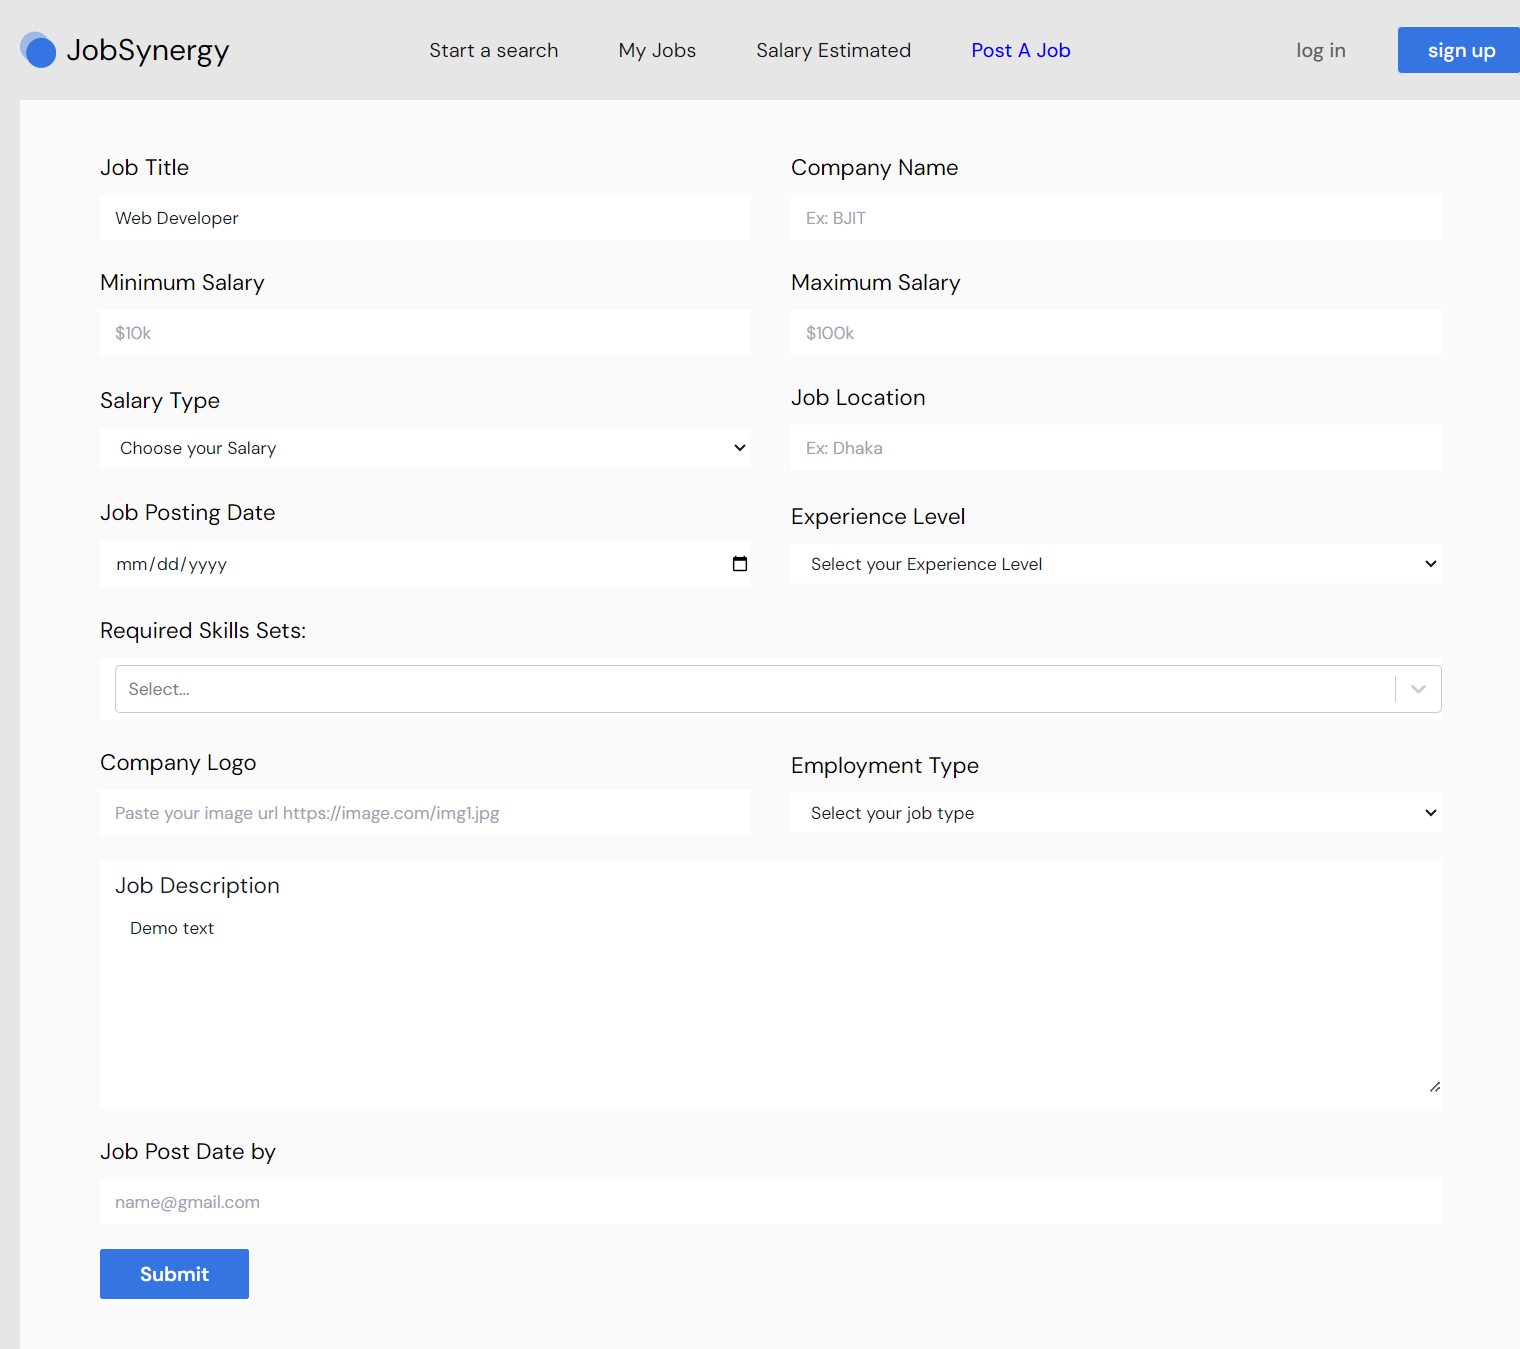 JobSynergy
Start a search
My Jobs
Salary Estimated
Post A Job
log in
sign up
Job Title
Company Name
Web Developer
Ex: BJIT
Minimum Salary
Maximum Salary
$10k
$100k
Salary Type
Job Location
Choose your Salary
Ex: Dhaka
Job Posting Date
Experience Level
mm/dd/yyyy
Select your Experience Level
Required Skills Sets:
Select...
Company Logo
Employment Type
Paste your image url https://image.com/img1.jpg
Select your job type
Job Description
Demo text
Job Post Date by
name@gmail.com
Submit